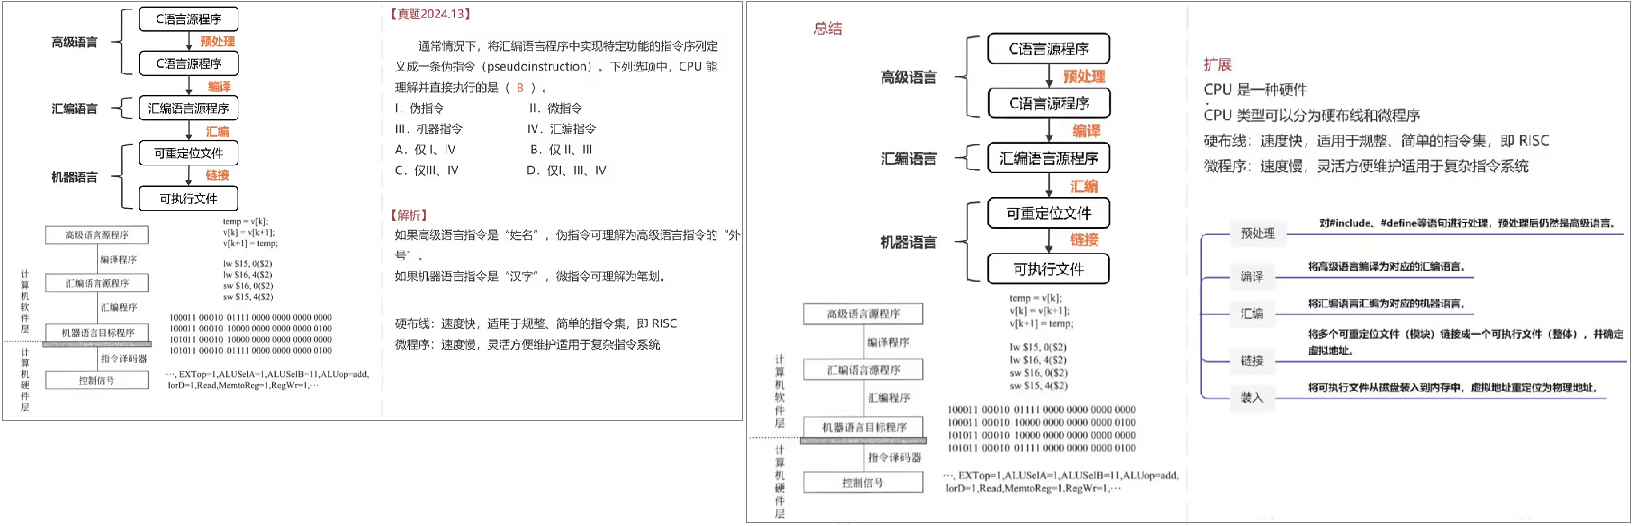 C语言源程序
高级语言
预处理
C语言源程序
编译
汇编语言
汇编语言源程序
汇编
可重定位文件
机器语言
链接
可执行文件
temp = v[k];
v[k] = v[k+1];
v[k+1] = temp;
高级语言源程序
编译程序
lw $15, 0($2)
lw $16, 4($2)
sw $16, 0($2)
sw $15, 4($2)
计算机软件层
汇编语言源程序
汇编程序
机器语言目标程序
100011 00010 01111 0000 0000 0000 0000
100011 00010 10000 0000 0000 0000 0100
101011 00010 10000 0000 0000 0000 0000
101011 00010 01111 0000 0000 0000 0100
计算机硬件层
指令译码器
控制信号
…, EXTop=1,ALUSelA=1,ALUSelB=11,ALUop=add,
IorD=1,Read,MemtoReg=1,RegWr=1,…
【真题2024.13】
通常情况下，将汇编语言程序中实现特定功能的指令序列定
义成一条伪指令（pseudoinstruction）。下列选项中，CPU 能
理解并直接执行的是（ B ）。
I. 伪指令 II. 微指令
III. 机器指令 IV. 汇编指令
A. 仅 I、IV B. 仅 II、III
C. 仅III、IV D. 仅I、III、IV
【解析】
如果高级语言指令是“姓名”，伪指令可理解为高级语言指令的“外
号”。
如果机器语言指令是“汉字”，微指令可理解为笔划。
硬布线：速度快，适用于规整、简单的指令集，即 RISC
微程序：速度慢，灵活方便维护适用于复杂指令系统
总结
C语言源程序
高级语言
预处理
C语言源程序
编译
汇编语言
汇编语言源程序
汇编
可重定位文件
机器语言
链接
可执行文件
temp = v[k];
v[k] = v[k+1];
v[k+1] = temp;
高级语言源程序
编译程序
lw $15, 0($2)
lw $16, 4($2)
sw $16, 0($2)
sw $15, 4($2)
计算机软件层
汇编语言源程序
汇编程序
机器语言目标程序
100011 00010 01111 0000 0000 0000 0000
100011 00010 10000 0000 0000 0000 0100
101011 00010 10000 0000 0000 0000 0000
101011 00010 01111 0000 0000 0000 0100
计算机硬件层
指令译码器
控制信号
…, EXTop=1,ALUSelA=1,ALUSelB=11,ALUop=add,
IorD=1,Read,MemtoReg=1,RegWr=1,…
扩展
CPU 是一种硬件
CPU 类型可以分为硬布线和微程序
硬布线：速度快，适用于规整、简单的指令集，即 RISC
微程序：速度慢，灵活方便维护适用于复杂指令系统
预处理
对#include、#define等语句进行处理，预处理后仍然是高级语言。
编译
将高级语言编译为对应的汇编语言。
汇编
将汇编语言汇编为对应的机器语言。
链接
将多个可重定位文件（模块）链接成一个可执行文件（整体），并确定
虚拟地址。
装入
将可执行文件从磁盘装入到内存中，虚拟地址重定位为物理地址。